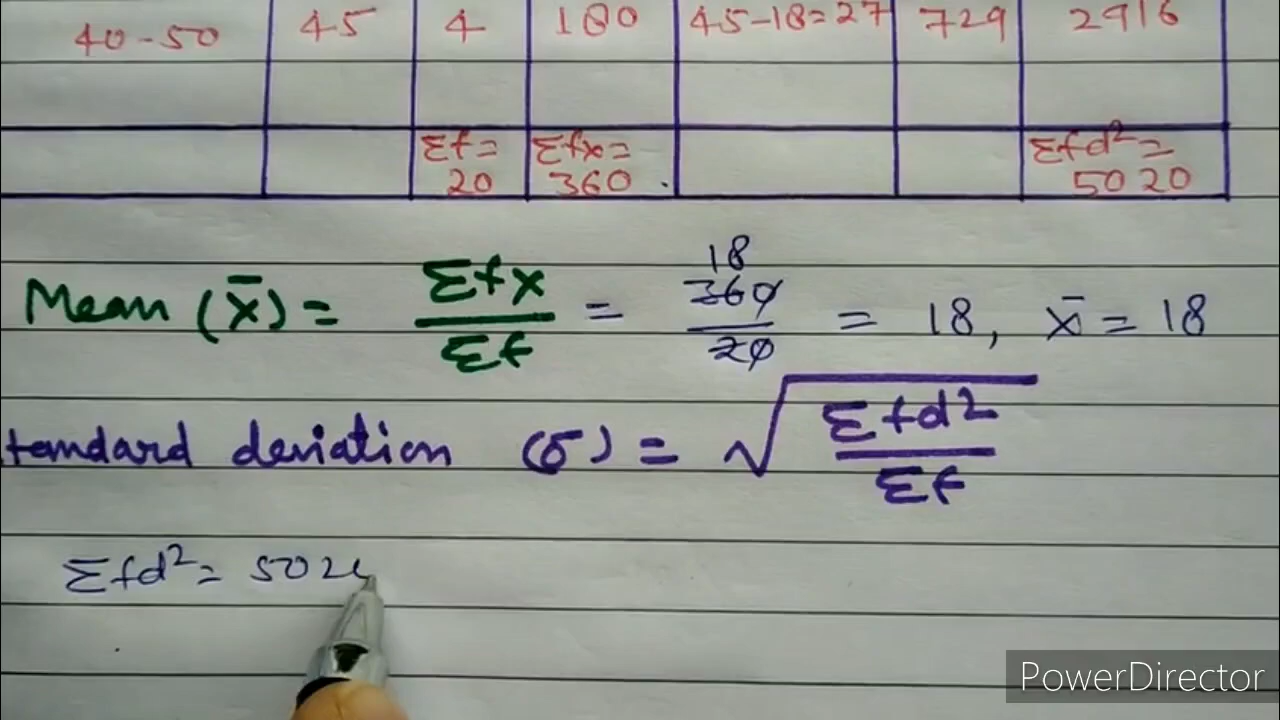 40-50 45 4 180 45-18=27 729 2916
Σf= 20 Σfx= 360 Σfd²= 5020
Mean (x̄) = Σfx/Σf = 360/20 18 = 18, x̄ = 18
tandard deviation (σ) = √Σfd²/Σf
Σfd² = 502
PowerDirector